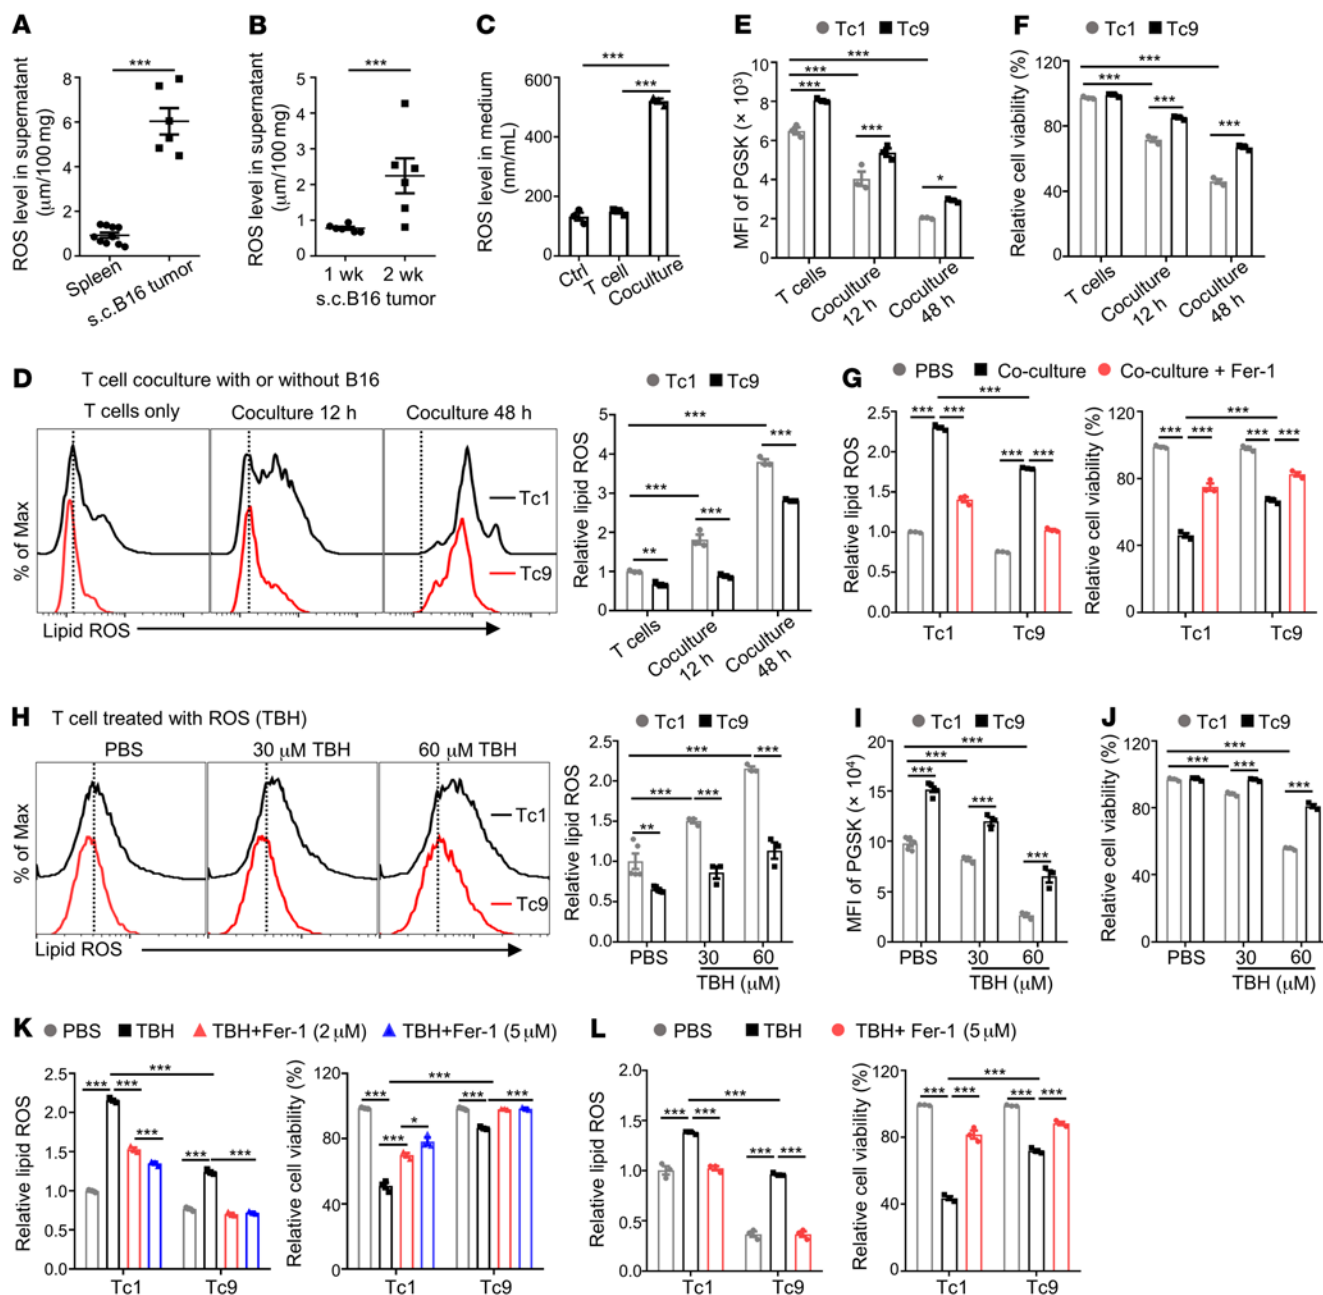 A
ROS level in supernatant
(μm/100 mg)
***
8
6
4
2
0
Spleen
s.c.B16 tumor
B
ROS level in supernatant
(μm/100 mg)
***
5
4
3
2
1
0
1 wk
2 wk
s.c.B16 tumor
C
ROS level in medium
(nm/mL)
***
***
600
400
200
0
Ctrl
T cell
Coculture
E
Tc1
Tc9
MFI of PGSK (× 10³)
***
***
***
***
*
10
8
6
4
2
0
T cells
Coculture
12 h
Coculture
48 h
F
Tc1
Tc9
Relative cell viability (%)
***
***
***
***
120
80
40
0
T cells
Coculture
12 h
Coculture
48 h
D
T cell coculture with or without B16
T cells only
Coculture 12 h
Coculture 48 h
% of Max
Tc1
Tc9
Lipid ROS
Tc1
Tc9
Relative lipid ROS
***
***
***
***
**
5
4
3
2
1
0
T cells
Coculture
12 h
Coculture
48 h
G
PBS
Co-culture
Co-culture + Fer-1
Relative lipid ROS
***
*** ***
*** ***
2.5
2.0
1.5
1.0
0.5
0.0
Tc1
Tc9
Relative cell viability (%)
***
*** ***
*** ***
120
80
40
0
Tc1
Tc9
H
T cell treated with ROS (TBH)
PBS
30 μM TBH
60 μM TBH
% of Max
Tc1
Tc9
Lipid ROS
Tc1
Tc9
Relative lipid ROS
***
***
***
***
**
2.5
2.0
1.5
1.0
0.5
0.0
PBS
30
60
TBH (μM)
I
Tc1
Tc9
MFI of PGSK (× 10⁴)
***
***
***
***
***
20
15
10
5
0
PBS
30
60
TBH (μM)
J
Tc1
Tc9
Relative cell viability (%)
***
***
***
***
120
80
40
0
PBS
30
60
TBH (μM)
K
PBS
TBH
TBH+Fer-1 (2 μM)
TBH+Fer-1 (5 μM)
Relative lipid ROS
***
*** ***
***
***
***
2.5
2.0
1.5
1.0
0.5
0.0
Tc1
Tc9
Relative cell viability (%)
***
***
***
*
***
***
120
80
40
0
Tc1
Tc9
L
PBS
TBH
TBH+ Fer-1 (5 μM)
Relative lipid ROS
***
*** ***
*** ***
2.0
1.5
1.0
0.5
0.0
Tc1
Tc9
Relative cell viability (%)
***
*** ***
*** ***
120
80
40
0
Tc1
Tc9